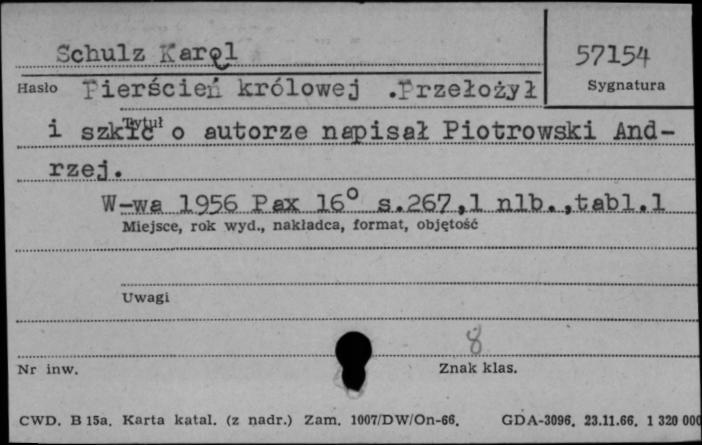 Schulz Karol
57154
Hasło
Sygnatura
Pierścień królowej .Przełożył
Tytuł
i szkic o autorze napisał Piotrowski And-
rzej.
W-wa 1956 Pax 16° s.267,1 nlb.,tabl.1
Miejsce, rok wyd., nakładca, format, objętość
Uwagi
8
Nr inw.
Znak klas.
CWD. B 15a. Karta katal. (z nadr.) Zam. 1007/DW/On-66. GDA-3096. 23.11.66. 1 320 000